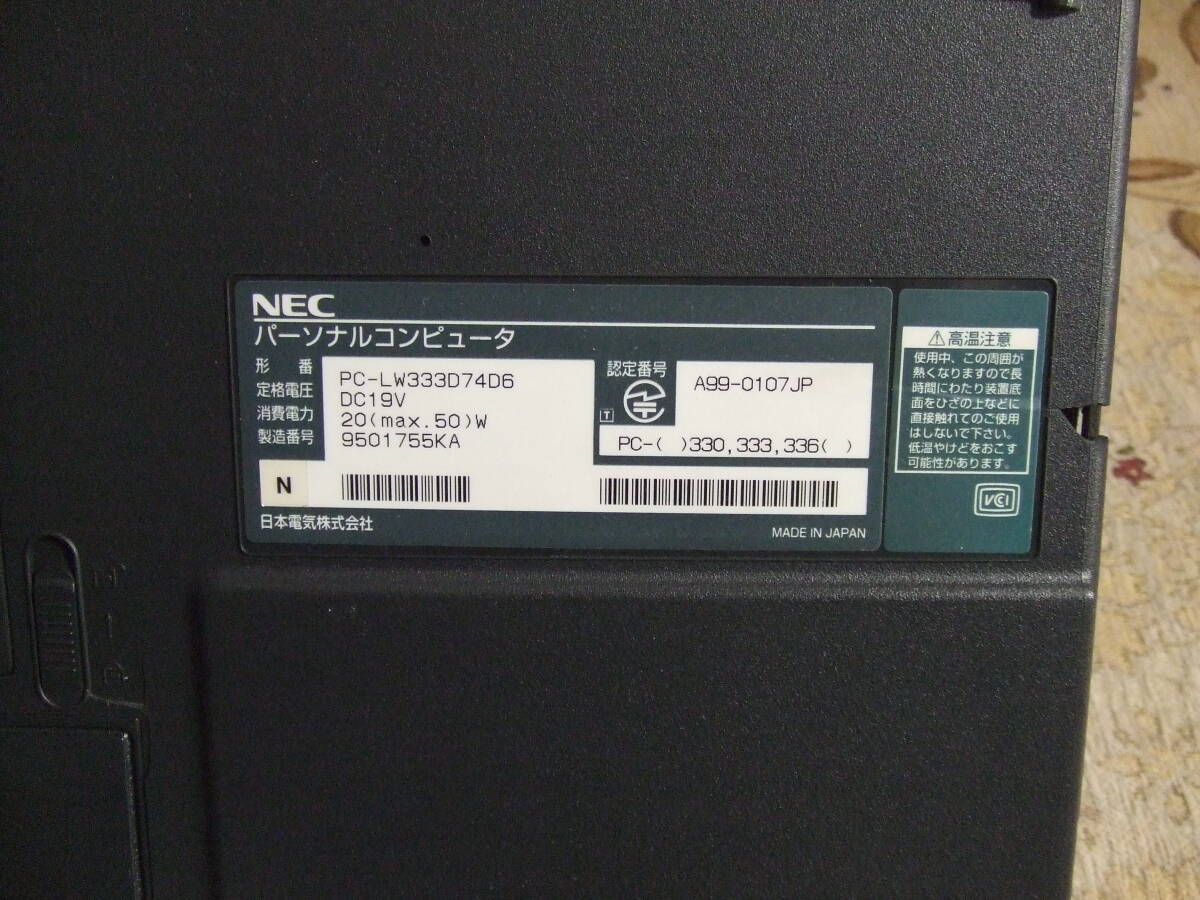 NEC
パーソナルコンピュータ
形 番 PC-LW333D74D6
定格電圧 DC19V
消費電力 20(max.50)W
製造番号 9501755KA
認定番号 A99-0107JP
T
PC-( )330,333,336( )
N
日本電気株式会社
MADE IN JAPAN
⚠高温注意
使用中、この周囲が
熱くなりますので長
時間にわたり装置底
面をひざの上などに
直接触れてのご使用
はしないで下さい。
低温やけどをおこす
可能性があります。
VCI